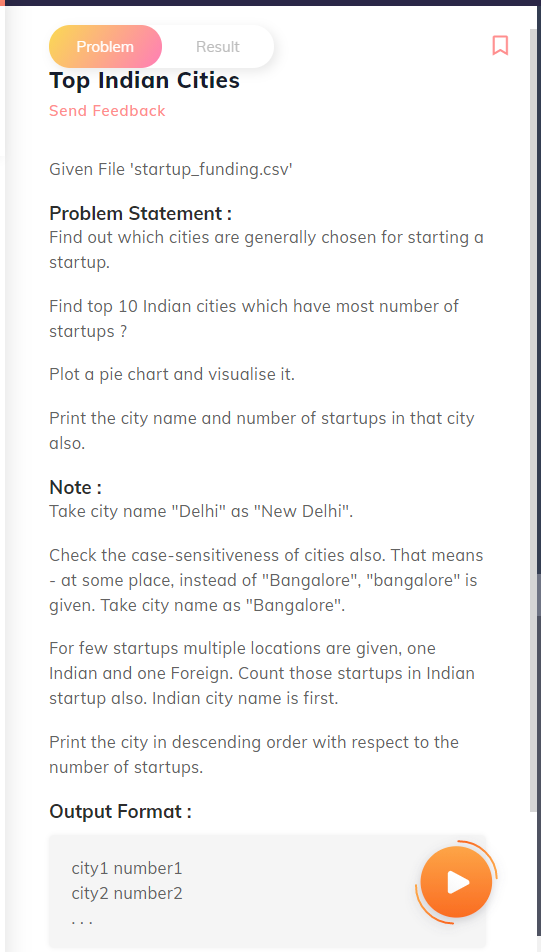 Problem
Result
Top Indian Cities
Send Feedback
Given File 'startup_funding.csv'
Problem Statement :
Find out which cities are generally chosen for starting a
startup.
Find top 10 Indian cities which have most number of
startups ?
Plot a pie chart and visualise it.
Print the city name and number of startups in that city
also.
Note :
Take city name "Delhi" as "New Delhi".
Check the case-sensitiveness of cities also. That means
- at some place, instead of "Bangalore", "bangalore" is
given. Take city name as "Bangalore".
For few startups multiple locations are given, one
Indian and one Foreign. Count those startups in Indian
startup also. Indian city name is first.
Print the city in descending order with respect to the
number of startups.
Output Format :
city1 number1
city2 number2
. . .